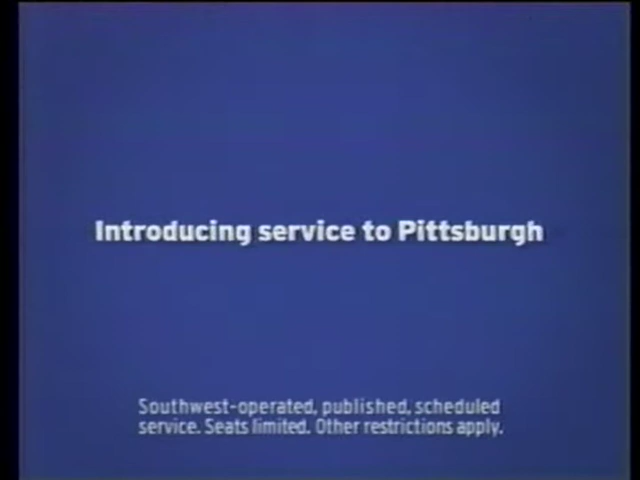 Introducing service to Pittsburgh
Southwest-operated, published, scheduled
service. Seats limited. Other restrictions apply.